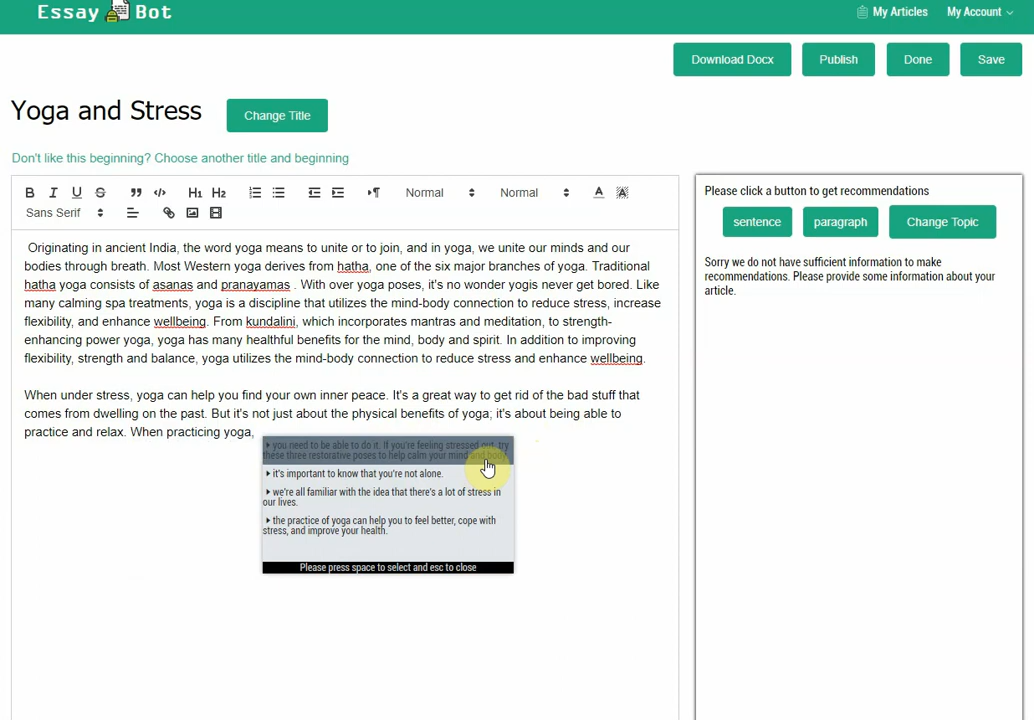 Essay Bot
My Articles
My Account
Download Docx
Publish
Done
Save
Yoga and Stress
Change Title
Don't like this beginning? Choose another title and beginning
B I U S H1 H2 Normal Normal A A
Sans Serif
Please click a button to get recommendations
sentence
paragraph
Change Topic
Sorry we do not have sufficient information to make
recommendations. Please provide some information about your
article.
Originating in ancient India, the word yoga means to unite or to join, and in yoga, we unite our minds and our
bodies through breath. Most Western yoga derives from hatha, one of the six major branches of yoga. Traditional
hatha yoga consists of asanas and pranayamas . With over yoga poses, it's no wonder yogis never get bored. Like
many calming spa treatments, yoga is a discipline that utilizes the mind-body connection to reduce stress, increase
flexibility, and enhance wellbeing. From kundalini, which incorporates mantras and meditation, to strength-
enhancing power yoga, yoga has many healthful benefits for the mind, body and spirit. In addition to improving
flexibility, strength and balance, yoga utilizes the mind-body connection to reduce stress and enhance wellbeing.
When under stress, yoga can help you find your own inner peace. It's a great way to get rid of the bad stuff that
comes from dwelling on the past. But it's not just about the physical benefits of yoga; it's about being able to
practice and relax. When practicing yoga,
you need to be able to do it. If you're feeling stressed out, try
these three restorative poses to help calm your mind and body.
it's important to know that you're not alone.
we're all familiar with the idea that there's a lot of stress in
our lives.
the practice of yoga can help you to feel better, cope with
stress, and improve your health.
Please press space to select and esc to close